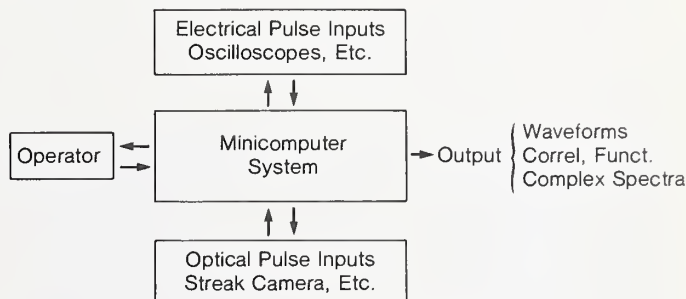 Electrical Pulse Inputs
Oscilloscopes, Etc.
Operator
Minicomputer
System
Output
Waveforms
Correl, Funct.
Complex Spectra
Optical Pulse Inputs
Streak Camera, Etc.